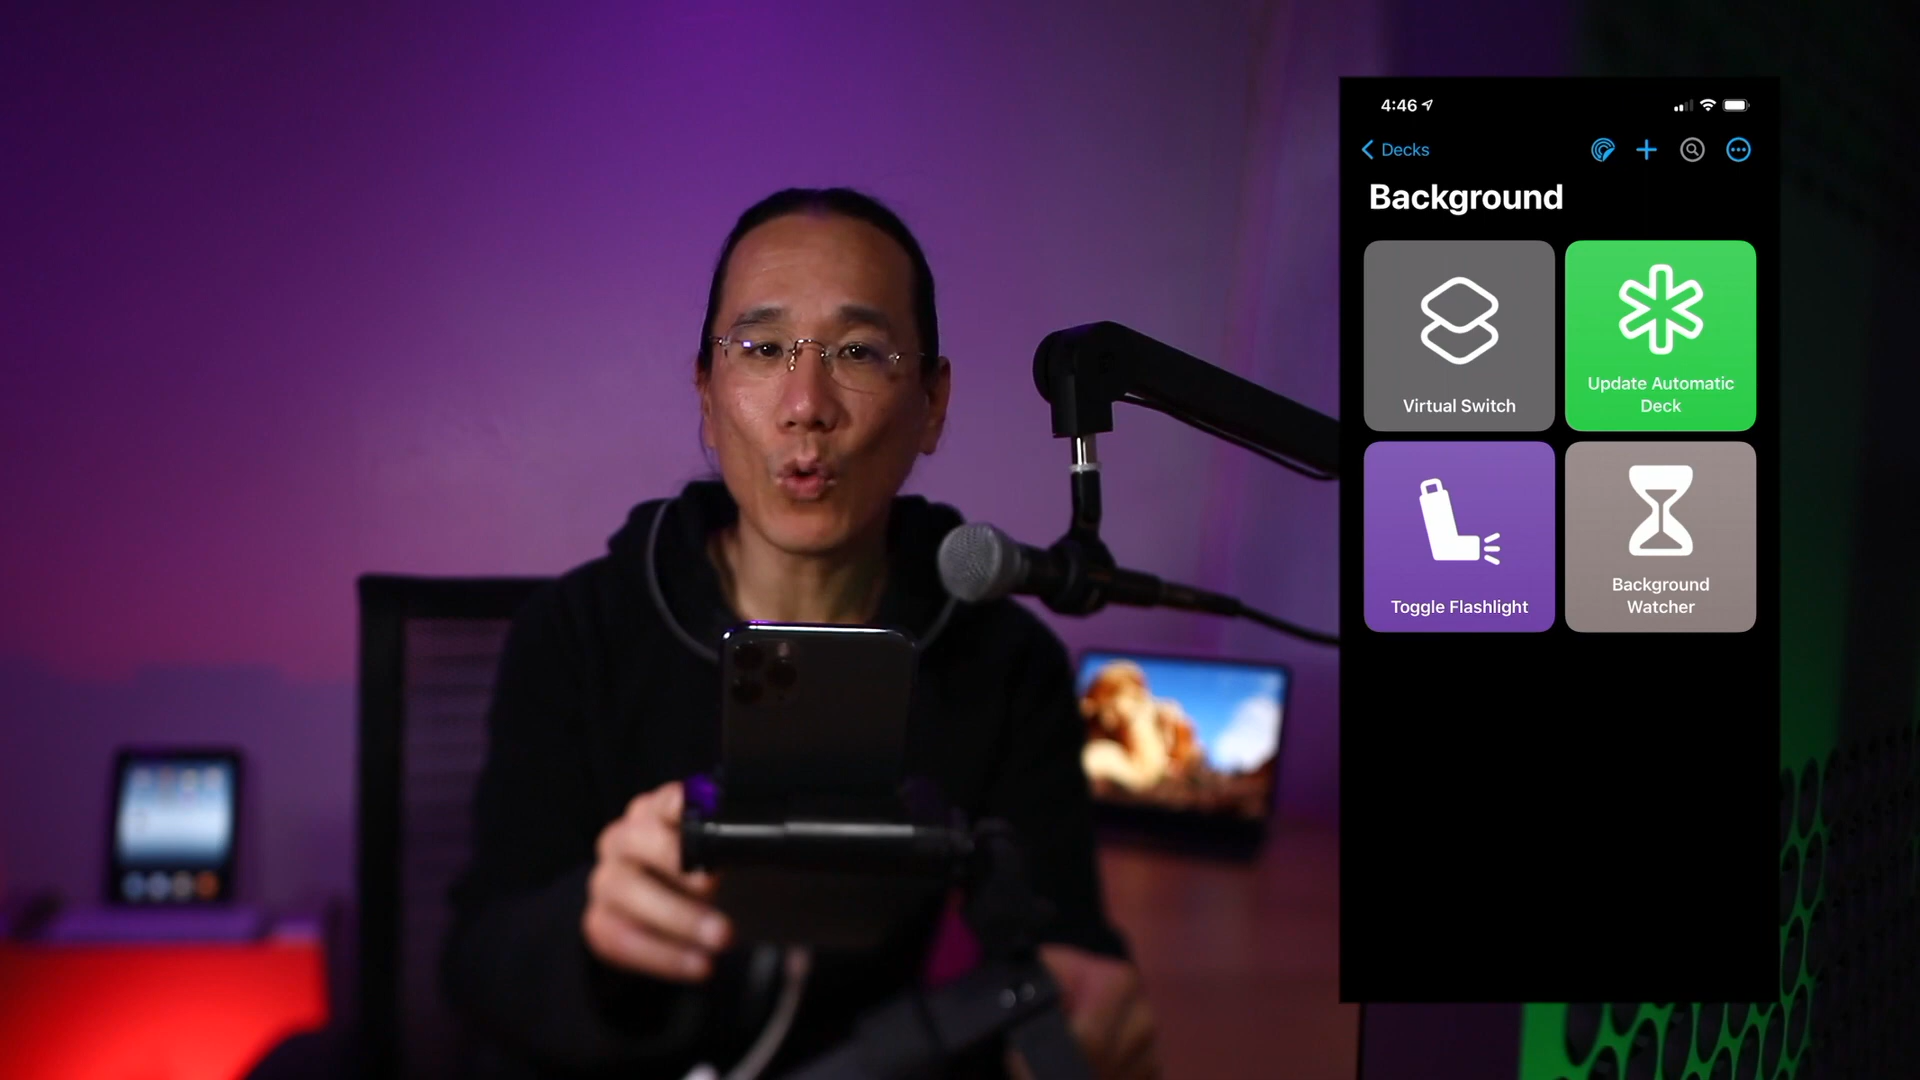 4:46
Decks
Background
Virtual Switch
Update Automatic
Deck
Toggle Flashlight
Background
Watcher